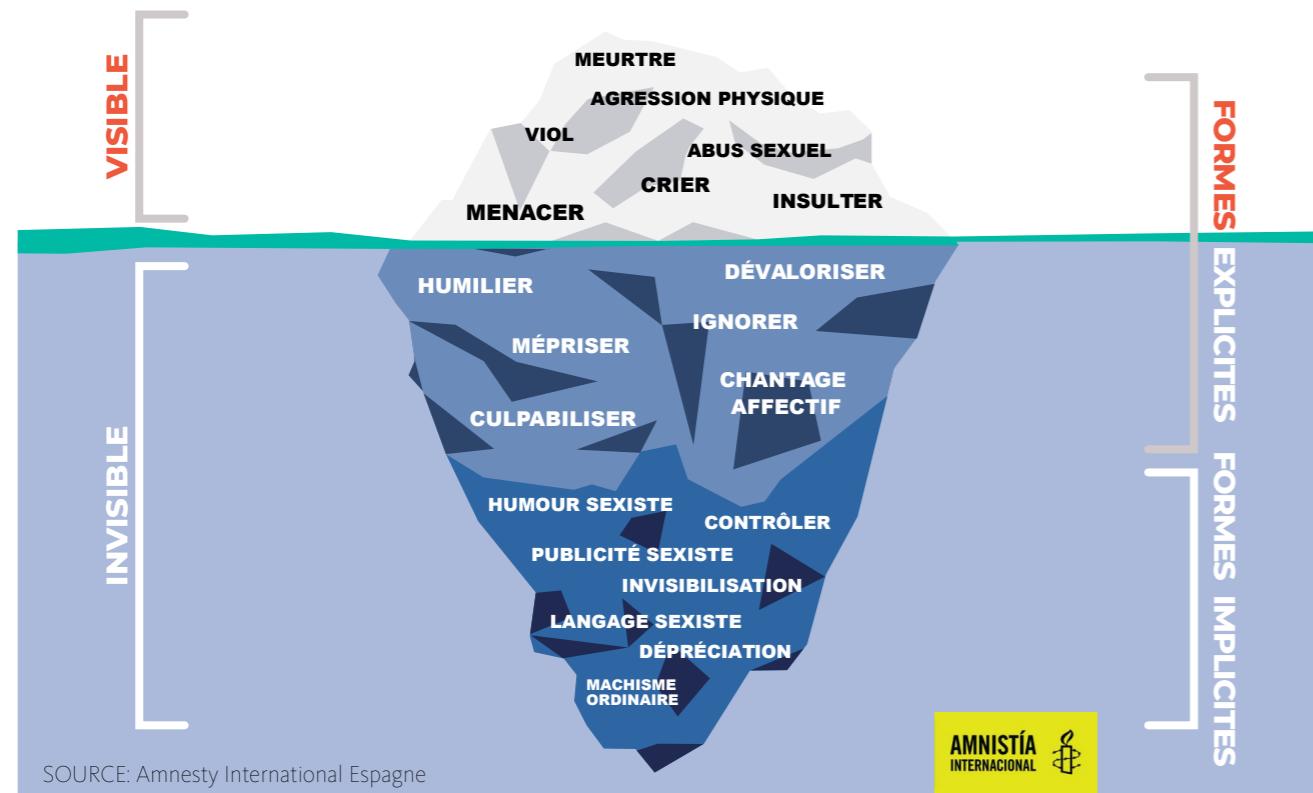 VISIBLE
MEURTRE
AGRESSION PHYSIQUE
VIOL
ABUS SEXUEL
CRIER
INSULTER
MENACER
FORMES EXPLICITES
INVISIBLE
DÉVALORISER
HUMILIER
IGNORER
MÉPRISER
CHANTAGE
AFFECTIF
CULPABILISER
FORMES IMPLICITES
HUMOUR SEXISTE
CONTRÔLER
PUBLICITÉ SEXISTE
INVISIBILISATION
LANGAGE SEXISTE
DÉPRÉCIATION
MACHISME
ORDINAIRE
AMNISTÍA
INTERNACIONAL
SOURCE: Amnesty International Espagne